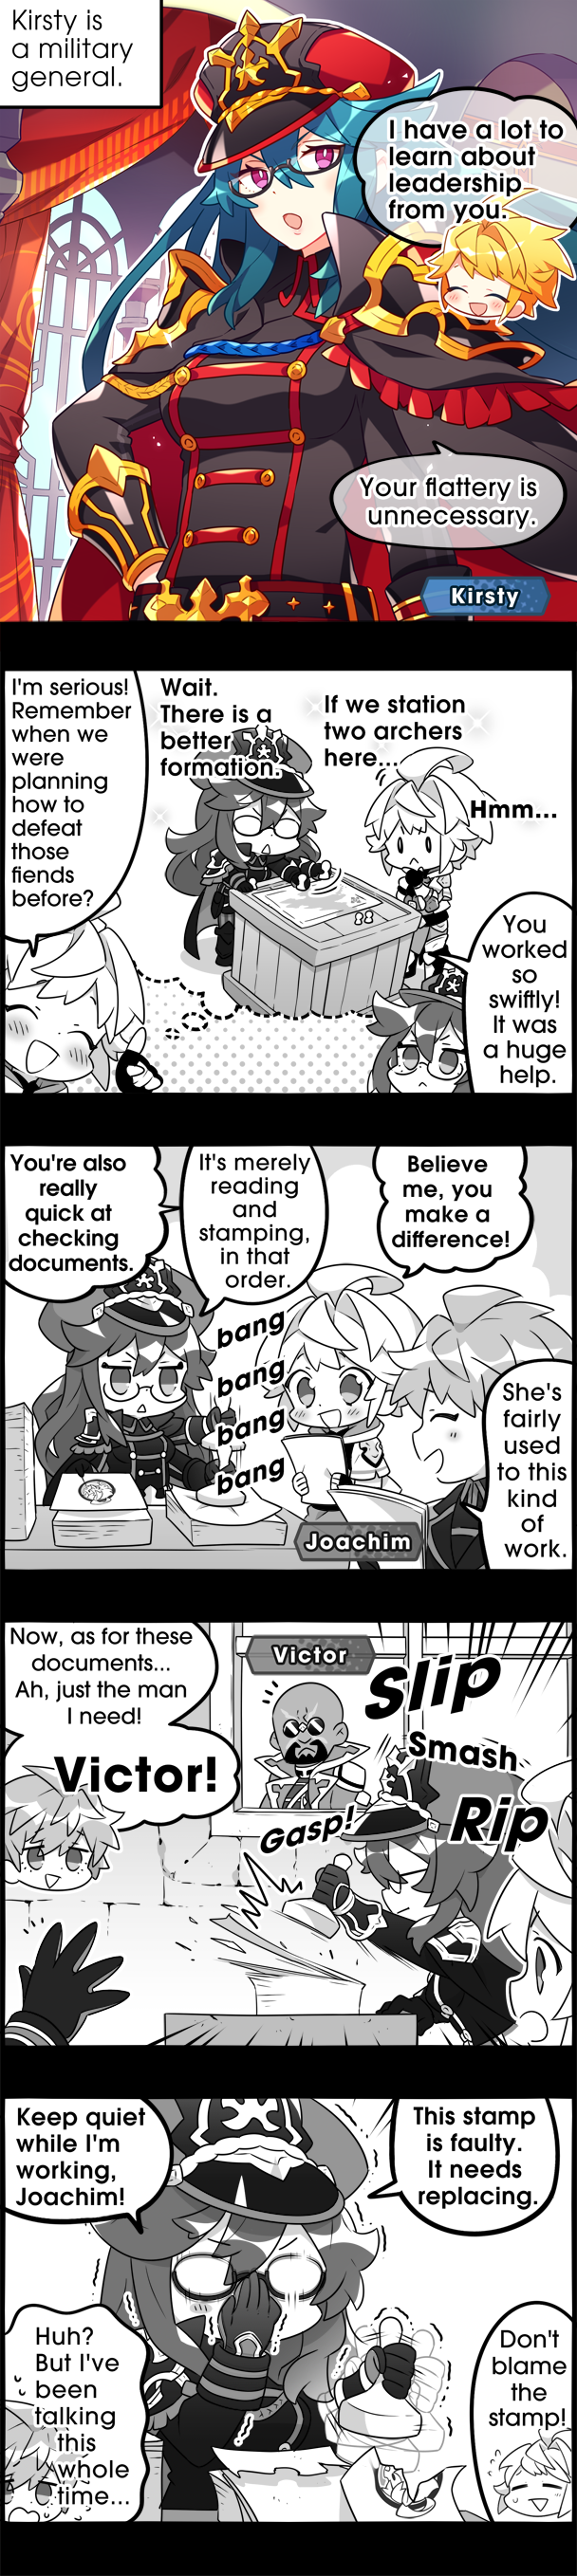 Kirsty is
a military
general.
I have a lot to
learn about
leadership
from you.
Your flattery is
unnecessary.
Kirsty
I'm serious!
Remember
when we
were
planning
how to
defeat
those
fiends
before?
Wait.
There is a
better
formation.
If we station
two archers
here...
Hmm...
You
worked
so
swiftly!
It was
a huge
help.
You're also
really
quick at
checking
documents.
It's merely
reading
and
stamping,
in that
order.
Believe
me, you
make a
difference!
bang
bang
bang
bang
She's
fairly
used
to this
kind
of
work.
Joachim
Now, as for these
documents...
Ah, just the man
I need!
Victor!
Victor
Slip
Smash
Rip
Gasp!
Keep quiet
while I'm
working,
Joachim!
This stamp
is faulty.
It needs
replacing.
Huh?
But I've
been
talking
this
whole
time...
Don't
blame
the
stamp!